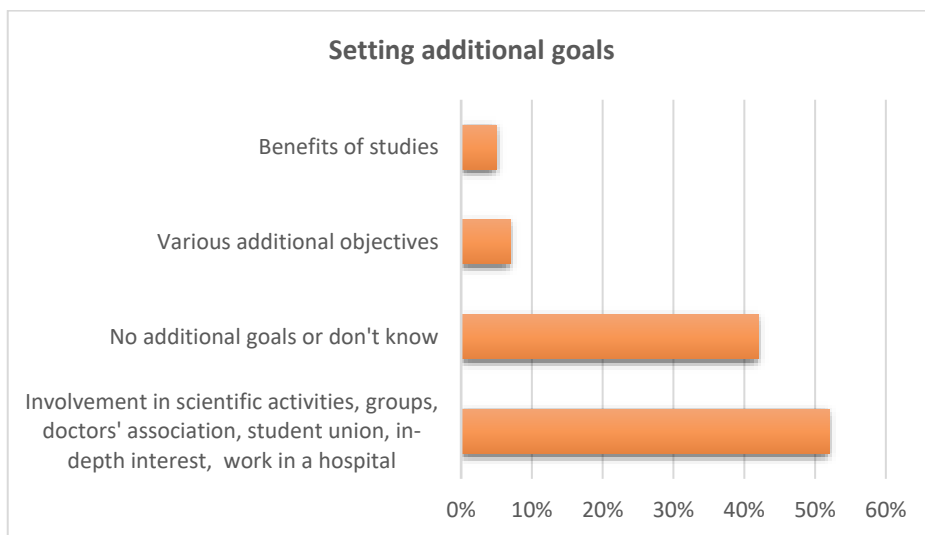 Setting additional goals
Benefits of studies
Various additional objectives
No additional goals or don't know
Involvement in scientific activities, groups,
doctors' association, student union, in-
depth interest, work in a hospital
0% 10% 20% 30% 40% 50% 60%